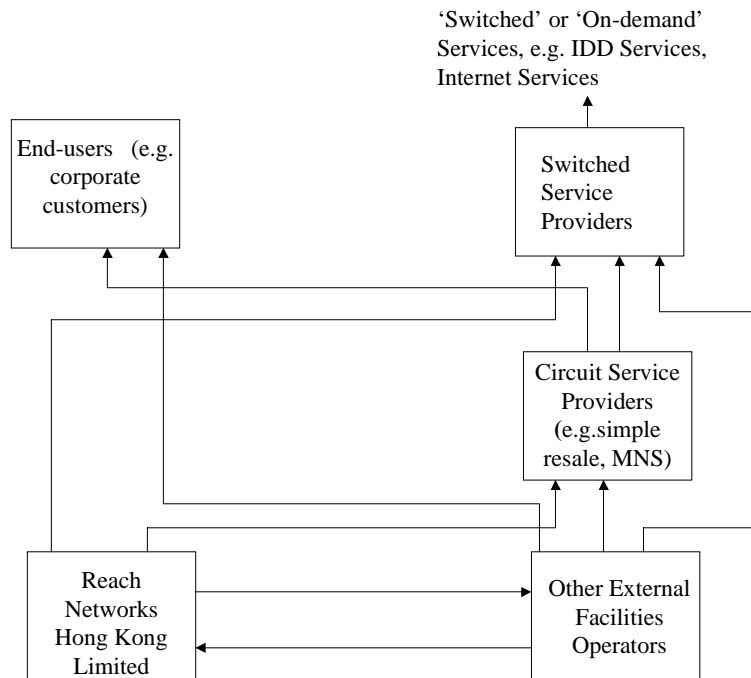 ‘Switched’ or ‘On-demand’
Services, e.g. IDD Services,
Internet Services
End-users (e.g.
corporate
customers)
Switched
Service
Providers
Circuit Service
Providers
(e.g.simple
resale, MNS)
Reach
Networks
Hong Kong
Limited
Other External
Facilities
Operators